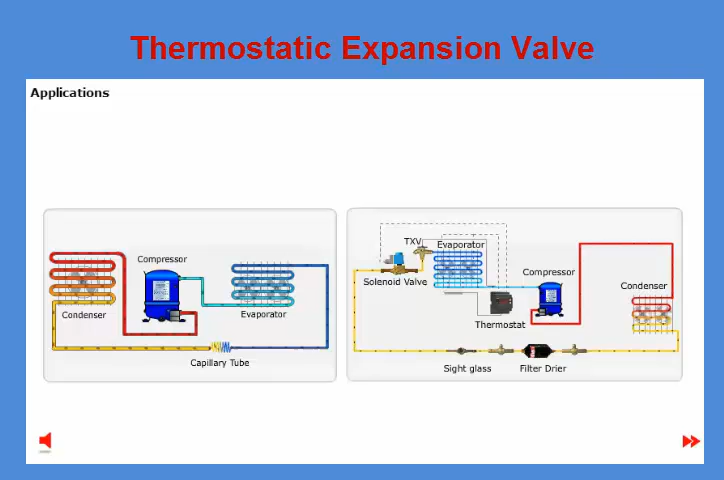 Thermostatic Expansion Valve
Applications
Compressor
Condenser
Evaporator
Capillary Tube
TXV
Evaporator
Solenoid Valve
Compressor
Condenser
Thermostat
Sight glass
Filter Drier